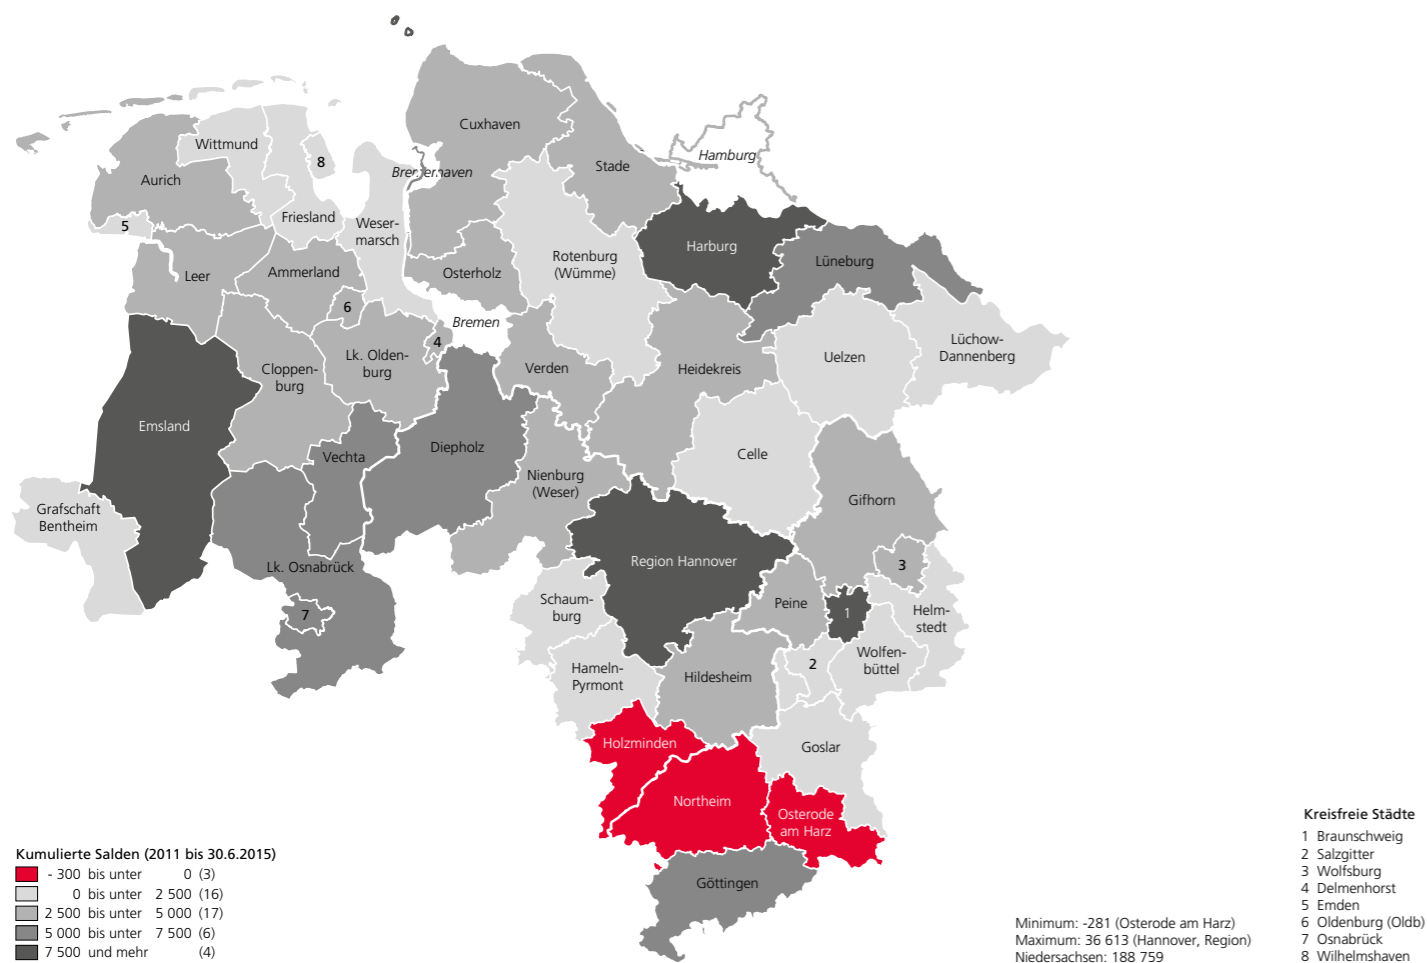 Cuxhaven
Hamburg
Wittmund
8
Stade
Bremerhaven
Aurich
Friesland
5
Weser-
marsch
Harburg
Rotenburg
(Wümme)
Lüneburg
Leer
Ammerland
Osterholz
6
Bremen
4
Lk. Olden-
burg
Cloppen-
burg
Verden
Heidekreis
Uelzen
Lüchow-
Dannenberg
Emsland
Vechta
Diepholz
Celle
Nienburg
(Weser)
Gifhorn
Grafschaft
Bentheim
Region Hannover
3
Lk. Osnabrück
7
Schaum-
burg
Peine
1
Helm-
stedt
Wolfen-
büttel
2
Hameln-
Pyrmont
Hildesheim
Holzminden
Goslar
Northeim
Osterode
am Harz
Göttingen
Kumulierte Salden (2011 bis 30.6.2015)
- 300 bis unter 0 (3)
0 bis unter 2 500 (16)
2 500 bis unter 5 000 (17)
5 000 bis unter 7 500 (6)
7 500 und mehr (4)
Minimum: -281 (Osterode am Harz)
Maximum: 36 613 (Hannover, Region)
Niedersachsen: 188 759
Kreisfreie Städte
1 Braunschweig
2 Salzgitter
3 Wolfsburg
4 Delmenhorst
5 Emden
6 Oldenburg (Oldb)
7 Osnabrück
8 Wilhelmshaven